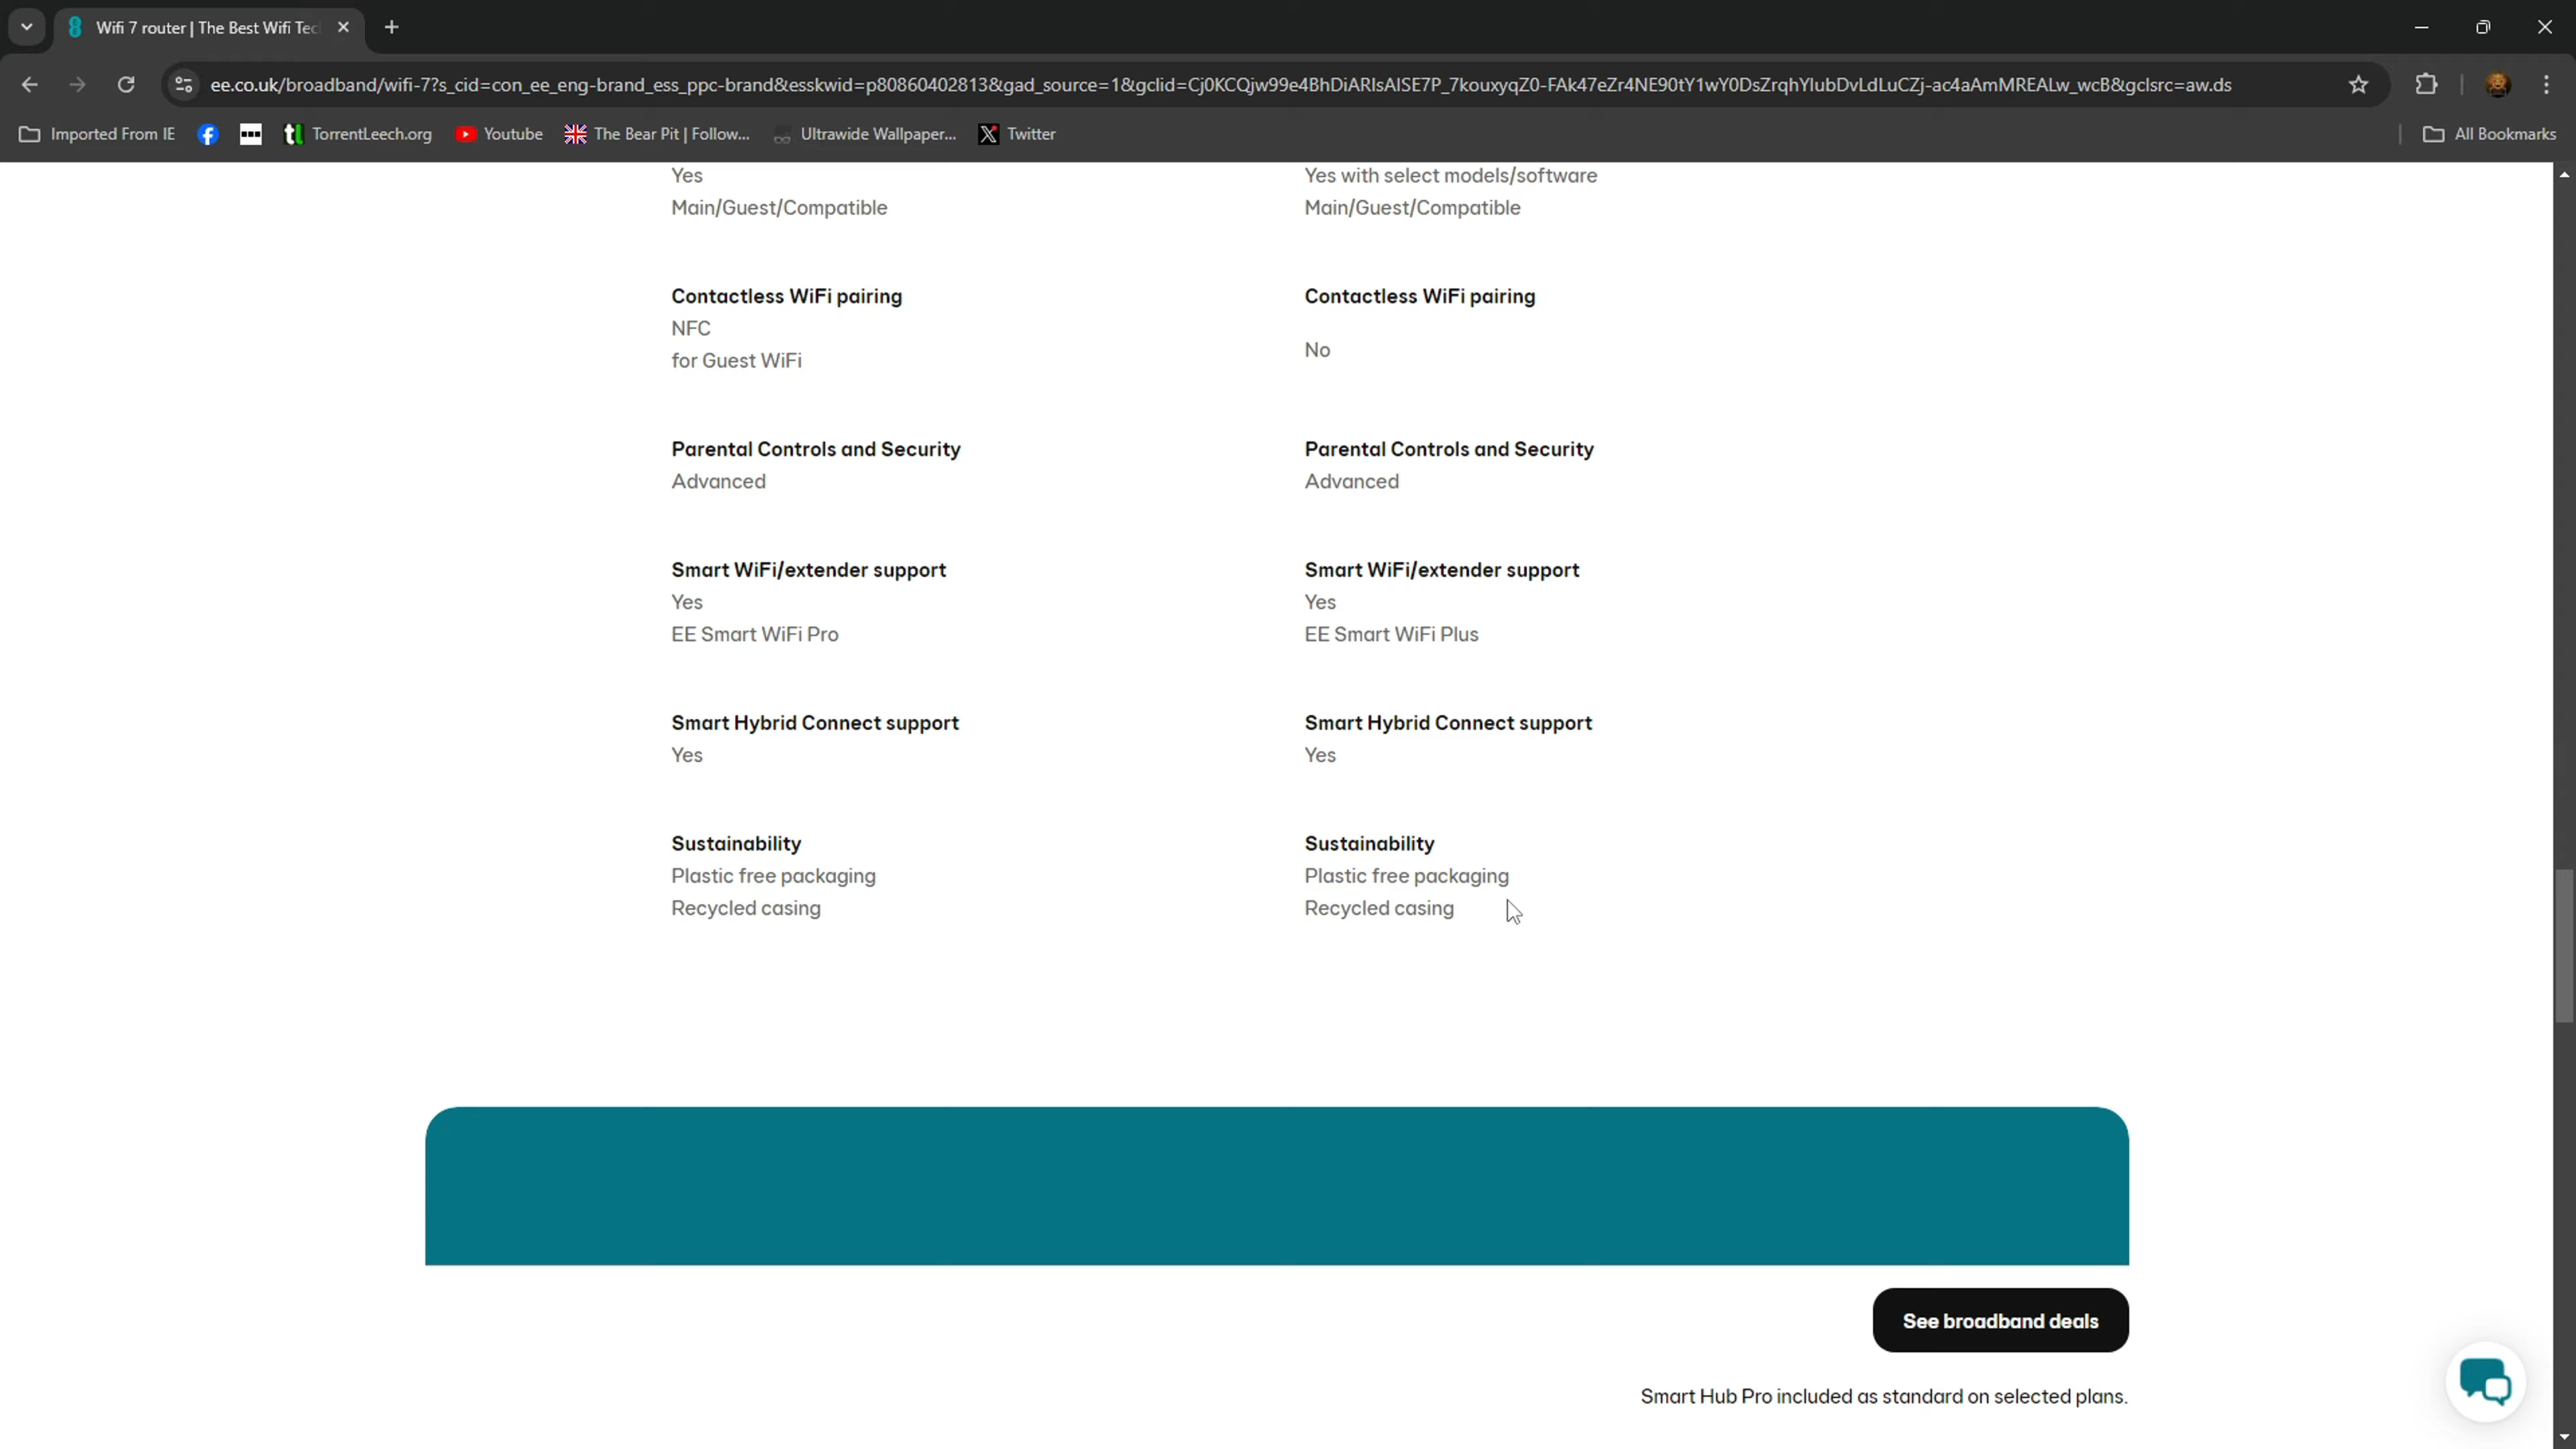 Wifi 7 router | The Best Wifi Tec
ee.co.uk/broadband/wifi-7?s_cid=con_ee_eng-brand_ess_ppc-brand&esskwid=p80860402813&gad_source=1&gclid=Cj0KCQjw99e4BhDiARIsAISE7P_7kouxyqZ0-FAk47eZr4NE90tY1wY0DsZrqhYIubDvLdLuCZj-ac4aAmMREALw_wcB&gclsrc=aw.ds
Imported From IE
TorrentLeech.org
Youtube
The Bear Pit | Follow...
Ultrawide Wallpaper...
Twitter
All Bookmarks
Yes
Main/Guest/Compatible
Yes with select models/software
Main/Guest/Compatible
Contactless WiFi pairing
NFC
for Guest WiFi
Contactless WiFi pairing
No
Parental Controls and Security
Advanced
Parental Controls and Security
Advanced
Smart WiFi/extender support
Yes
EE Smart WiFi Pro
Smart WiFi/extender support
Yes
EE Smart WiFi Plus
Smart Hybrid Connect support
Yes
Smart Hybrid Connect support
Yes
Sustainability
Plastic free packaging
Recycled casing
Sustainability
Plastic free packaging
Recycled casing
See broadband deals
Smart Hub Pro included as standard on selected plans.